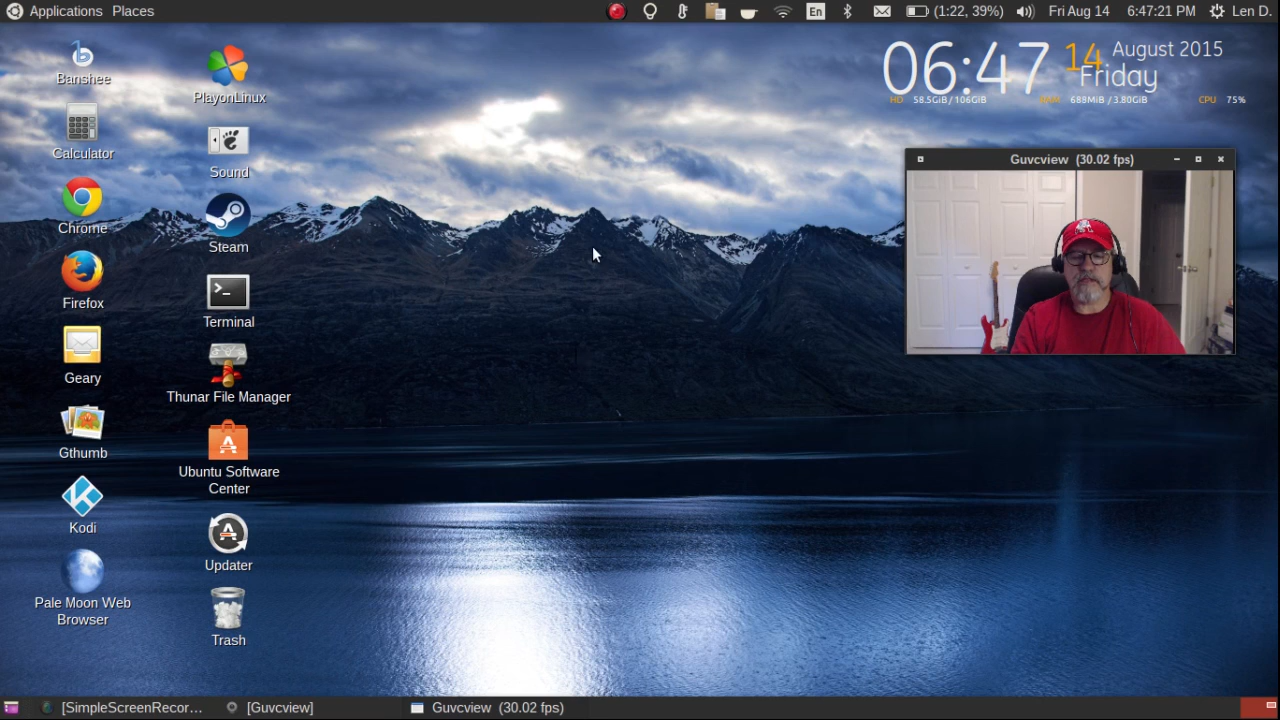 Applications Places
En
(1:22, 39%)
Fri Aug 14
6:47:21 PM
Len D.
Banshee
Calculator
Chrome
Firefox
Geary
Gthumb
Kodi
Pale Moon Web
Browser
PlayonLinux
Sound
Steam
>_
Terminal
Thunar File Manager
Ubuntu Software
Center
Updater
Trash
06:47
14
August 2015
Friday
HD 58.5GiB / 106GiB
RAM 688MiB / 3.80GiB
CPU 75%
Guvcview (30.02 fps)
[SimpleScreenRecor...
[Guvcview]
Guvcview (30.02 fps)